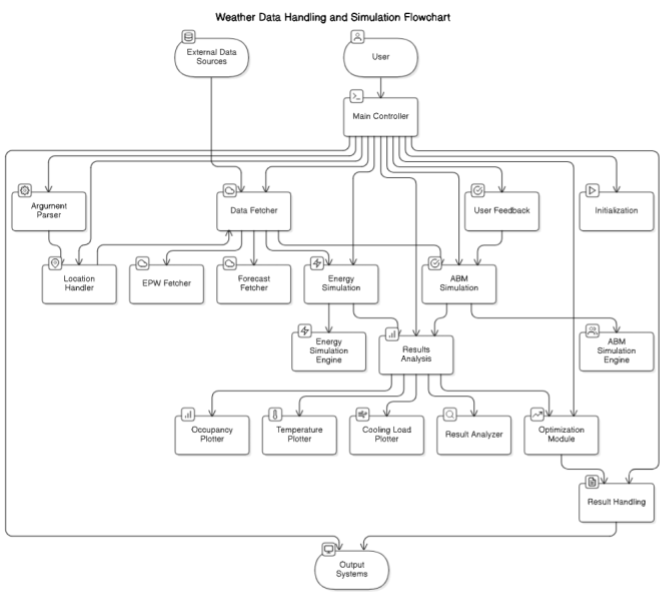 Weather Data Handling and Simulation Flowchart
External Data
Sources
User
Main Controller
Argument
Parser
Data Fetcher
User Feedback
Initialization
Location
Handler
EPW Fetcher
Forecast
Fetcher
Energy
Simulation
ABM
Simulation
Energy
Simulation
Engine
Results
Analysis
ABM
Simulation
Engine
Occupancy
Plotter
Temperature
Plotter
Cooling Load
Plotter
Result Analyzer
Optimization
Module
Result Handling
Output
Systems